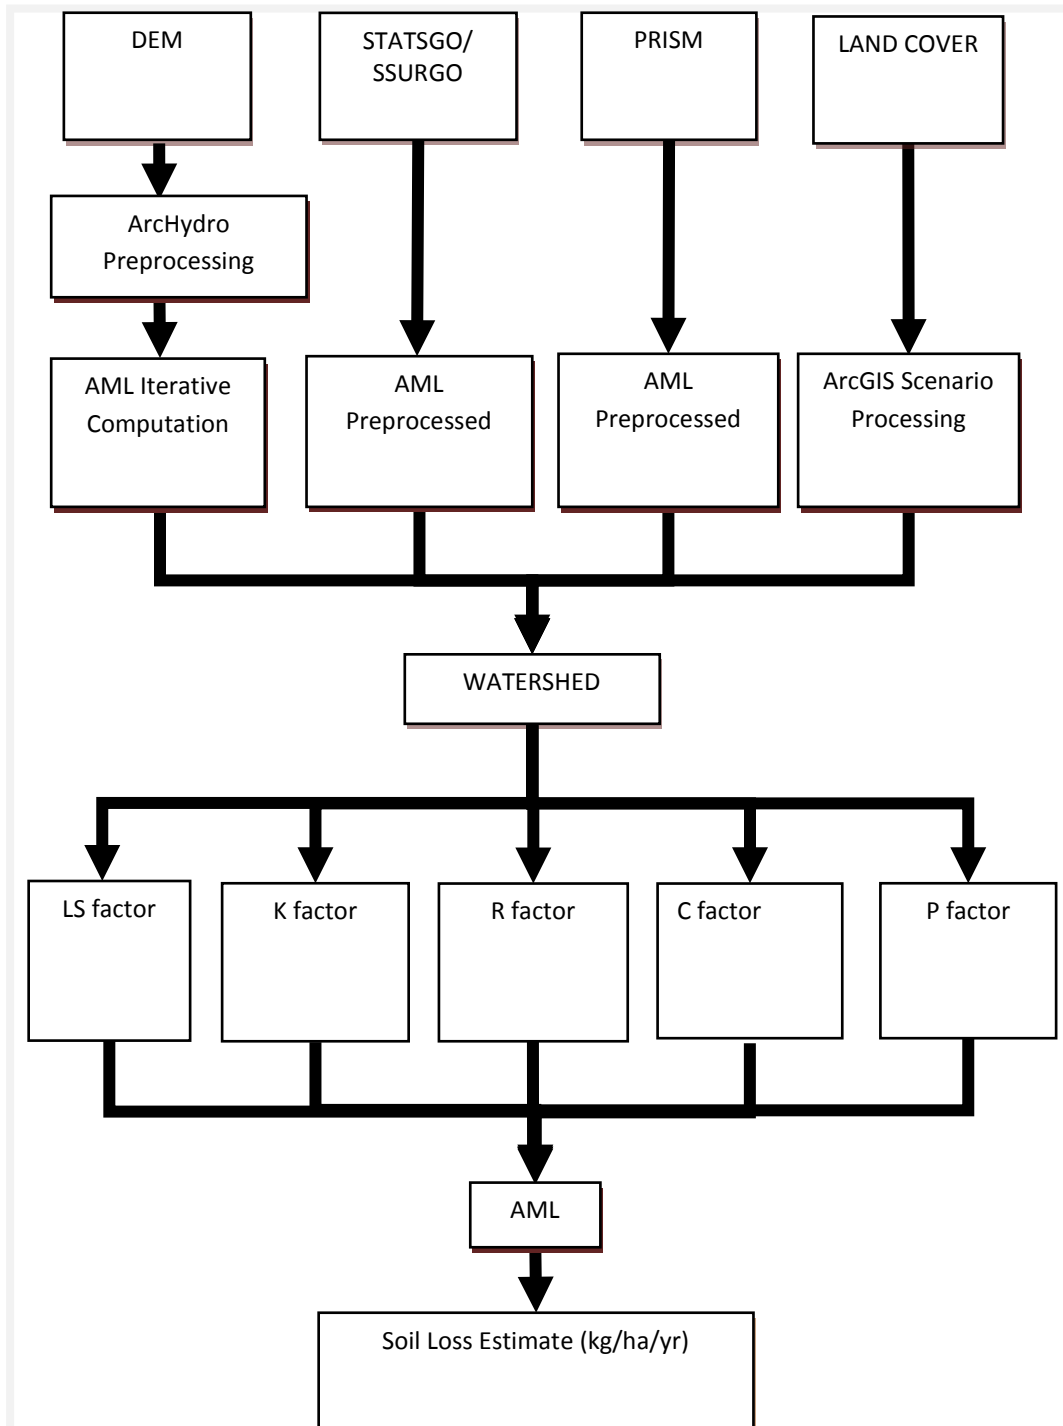 DEM
STATSGO/
SSURGO
PRISM
LAND COVER
ArcHydro
Preprocessing
AML Iterative
Computation
AML
Preprocessed
AML
Preprocessed
ArcGIS Scenario
Processing
WATERSHED
LS factor
K factor
R factor
C factor
P factor
AML
Soil Loss Estimate (kg/ha/yr)